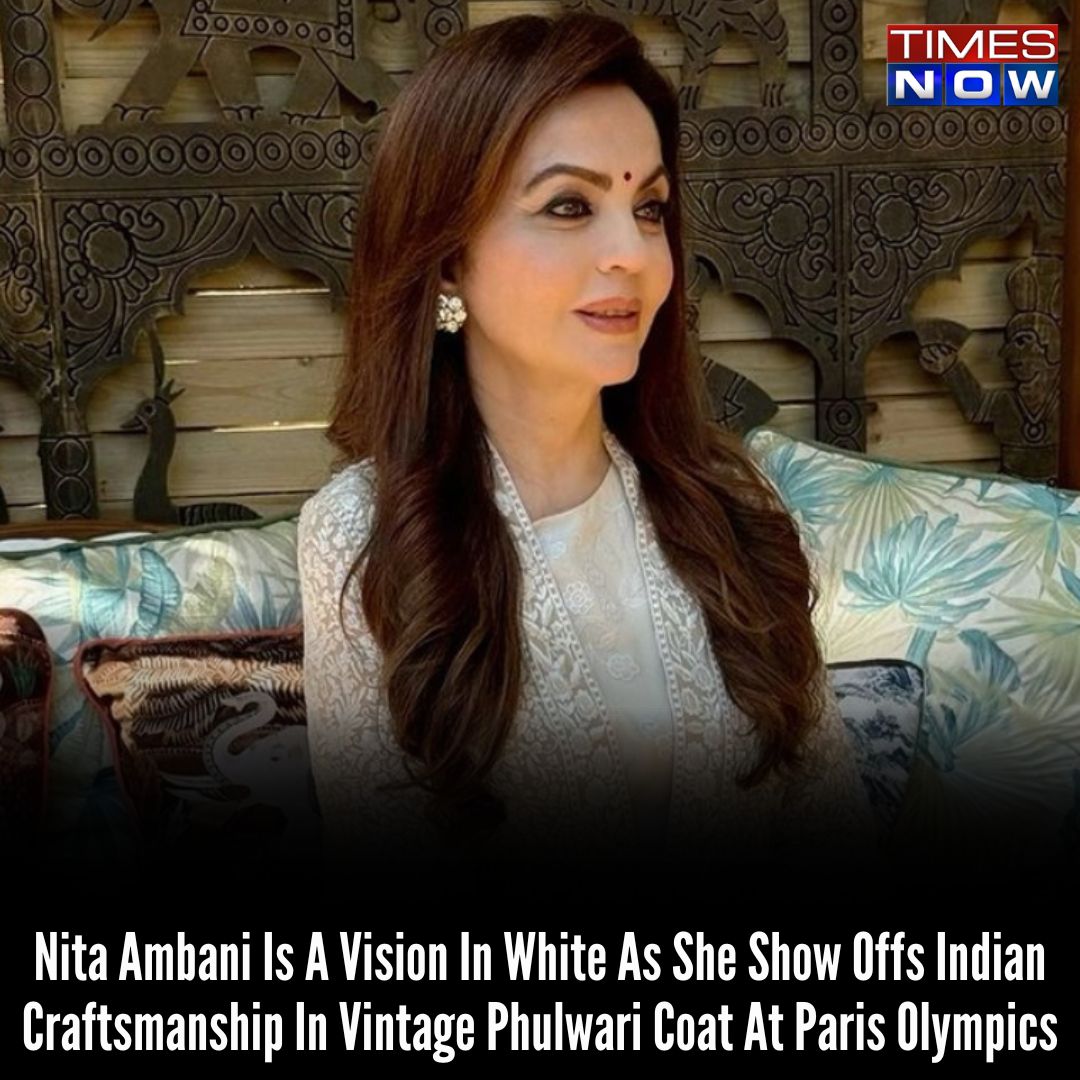 TIMES
NOW
Nita Ambani Is A Vision In White As She Show Offs Indian
Craftsmanship In Vintage Phulwari Coat At Paris Olympics